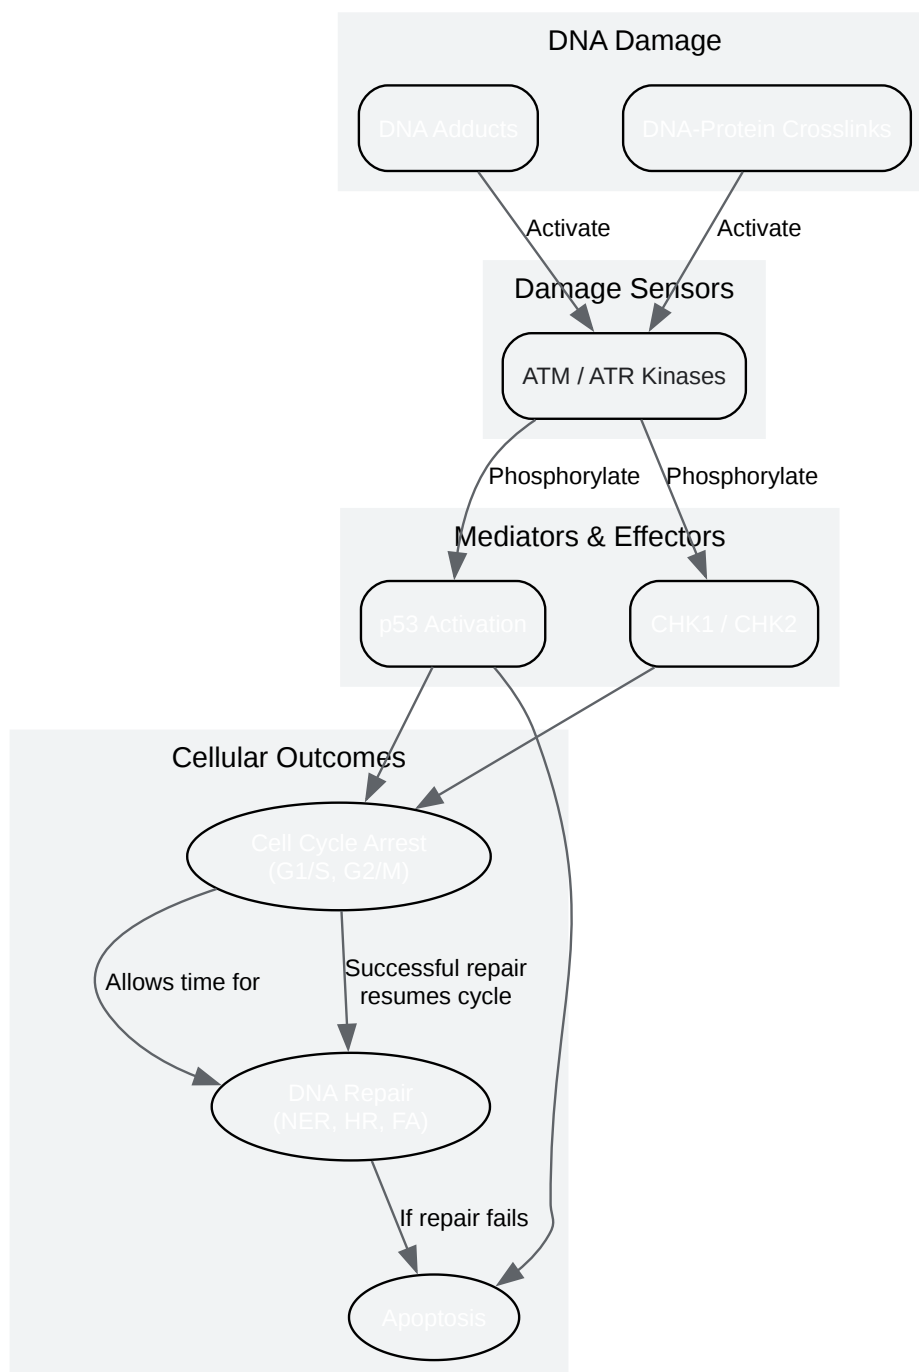 DNA Damage
DNA Adducts
DNA-Protein Crosslinks
Activate
Activate
Damage Sensors
ATM / ATR Kinases
Phosphorylate
Phosphorylate
Mediators & Effectors
p53 Activation
CHK1 / CHK2
Cellular Outcomes
Cell Cycle Arrest
(G1/S, G2/M)
Allows time for
Successful repair
resumes cycle
DNA Repair
(NER, HR, FA)
If repair fails
Apoptosis